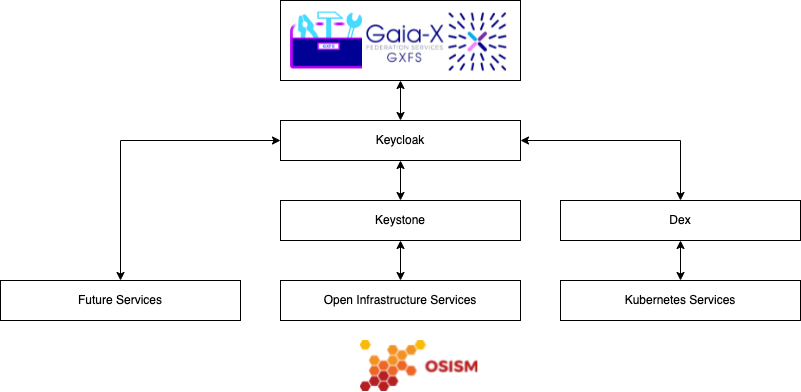 GXFS
Gaia-X
FEDERATION SERVICES
GXFS
Keycloak
Keystone
Dex
Future Services
Open Infrastructure Services
Kubernetes Services
OSISM